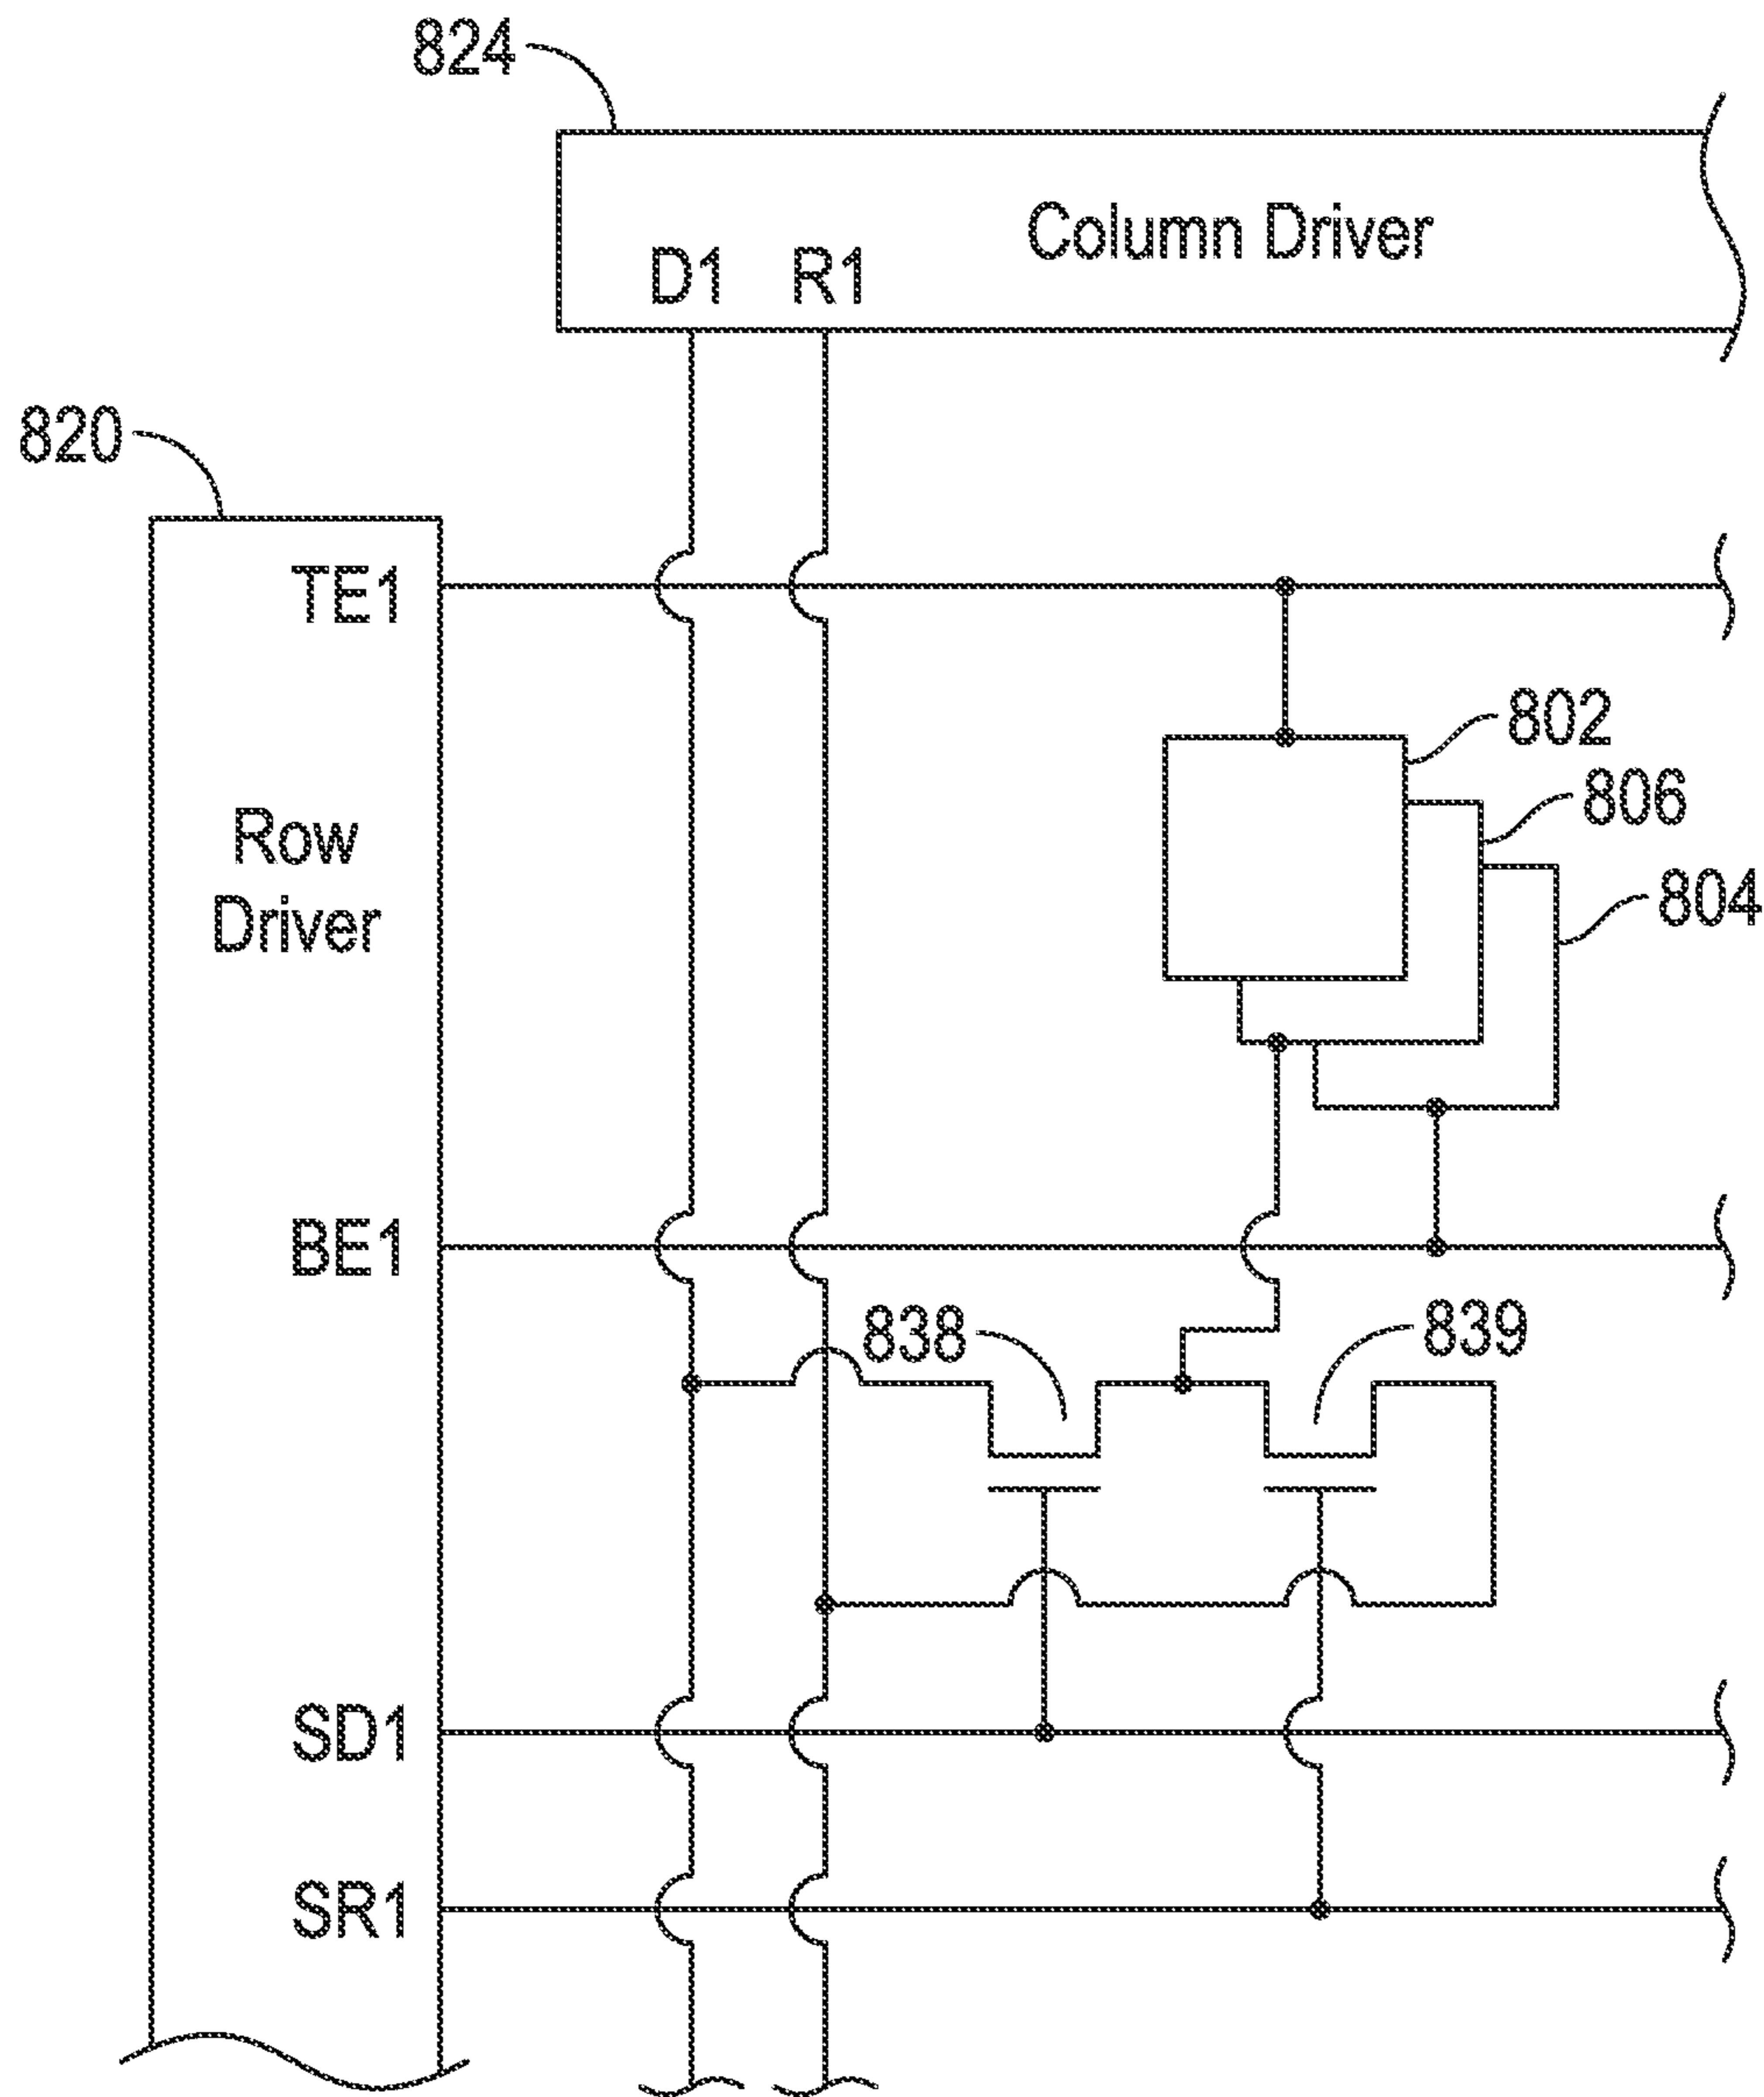 824
Column Driver
D1 R1
820
TE1
802
806
Row
Driver
804
BE1
838
839
SD1
SR1